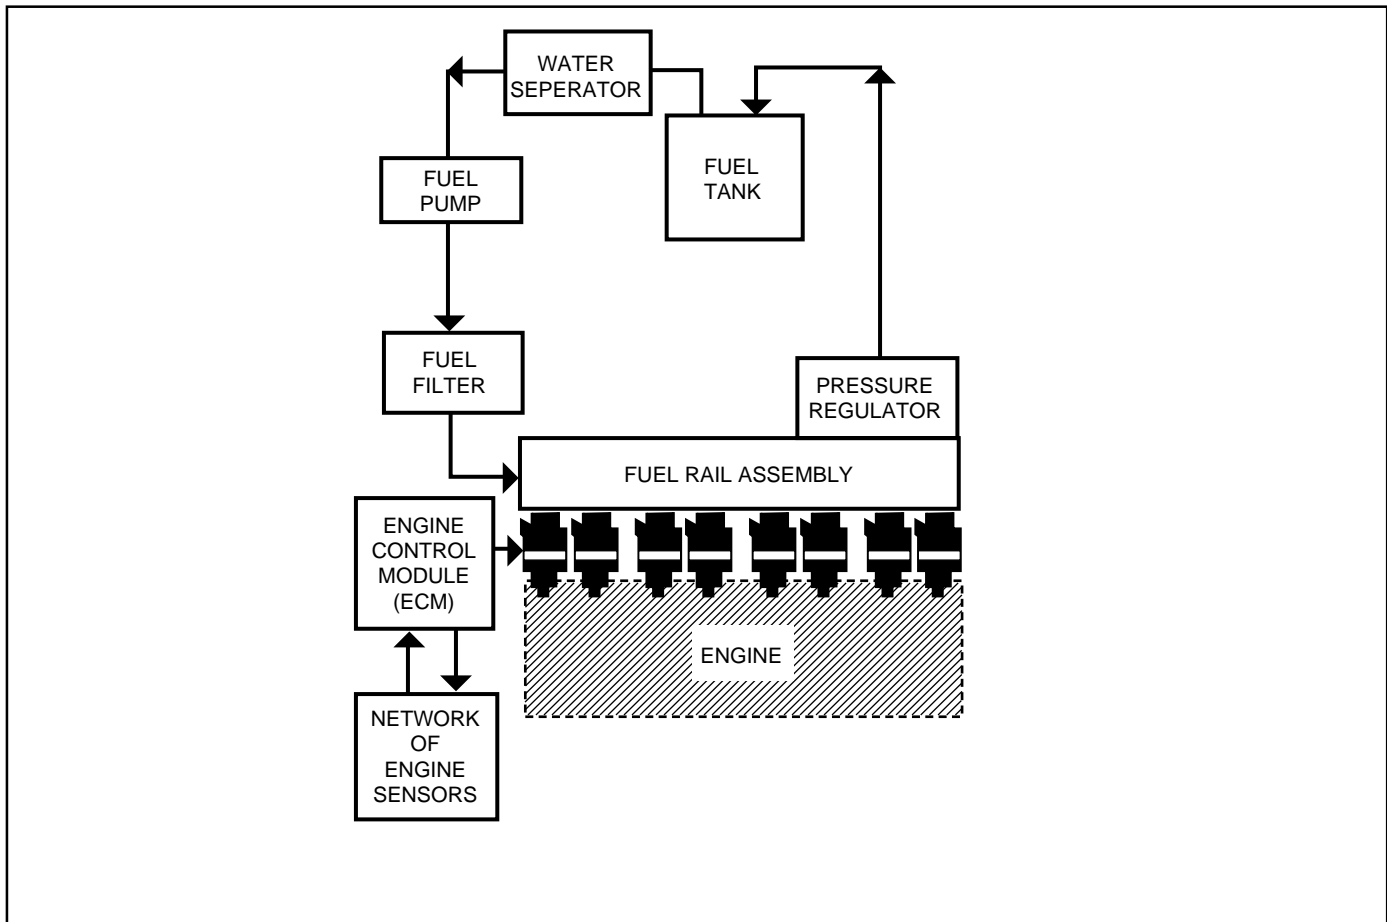 WATER
SEPERATOR
FUEL
TANK
FUEL
PUMP
FUEL
FILTER
PRESSURE
REGULATOR
FUEL RAIL ASSEMBLY
ENGINE
CONTROL
MODULE
(ECM)
ENGINE
NETWORK
OF
ENGINE
SENSORS